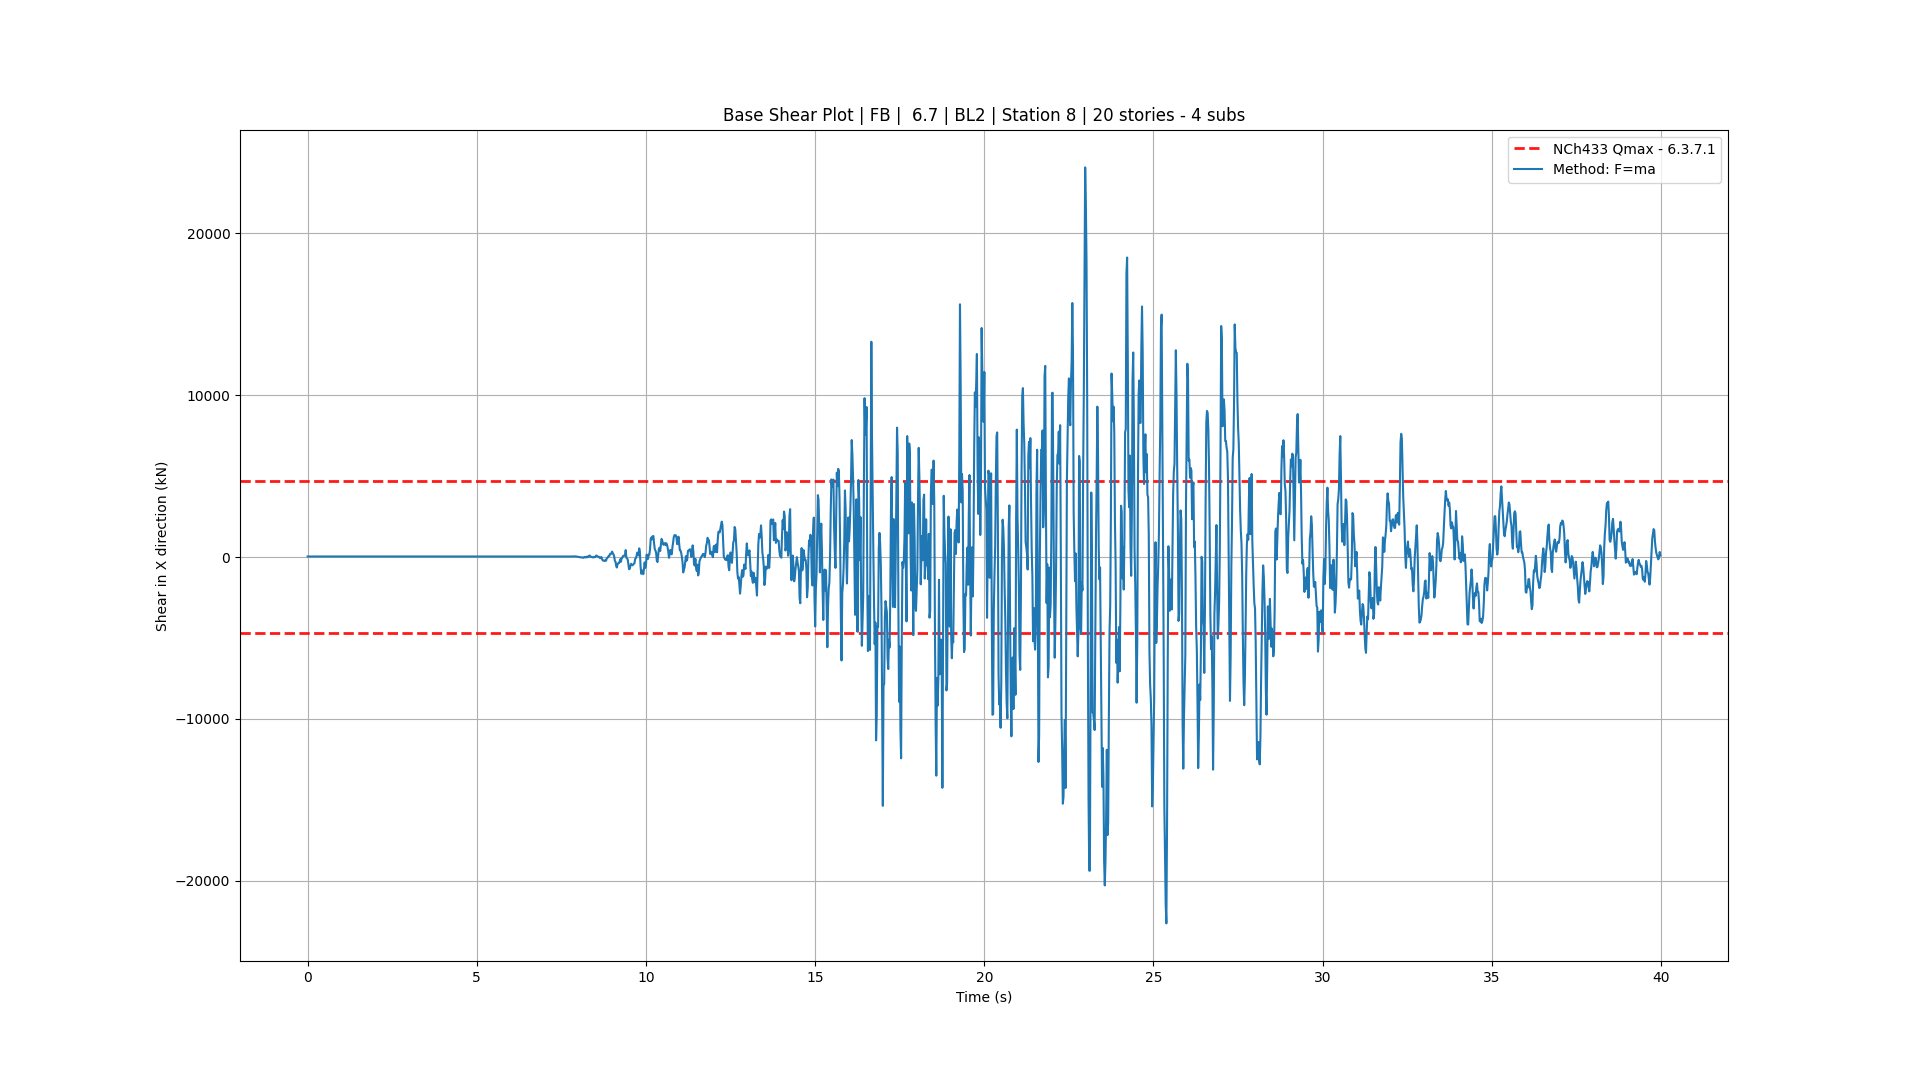 Base Shear Plot | FB |  6.7 | BL2 | Station 8 | 20 stories - 4 subs
NCh433 Qmax - 6.3.7.1
Method: F=ma
Shear in X direction (kN)
20000
10000
0
−10000
−20000
0 5 10 15 20 25 30 35 40
Time (s)